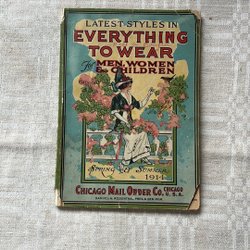 LATEST STYLES IN
EVERYTHING
TO WEAR
For MEN, WOMEN
& CHILDREN
SPRING & SUMMER
1914
CHICAGO MAIL ORDER CO. CHICAGO
U.S.A.